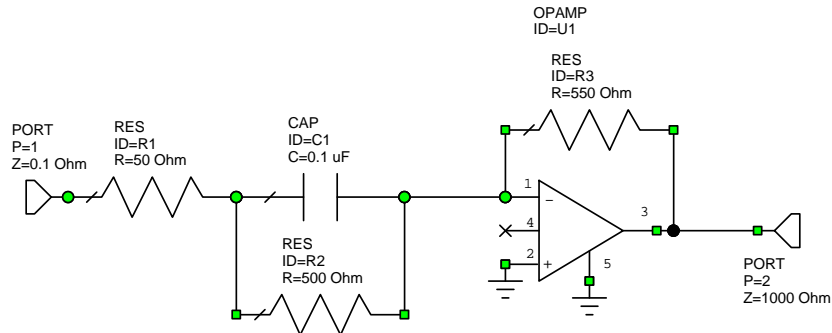 OPAMP
ID=U1
RES
ID=R3
R=550 Ohm
PORT
P=1
Z=0.1 Ohm
RES
ID=R1
R=50 Ohm
CAP
ID=C1
C=0.1 uF
1
3
4
2
5
RES
ID=R2
R=500 Ohm
PORT
P=2
Z=1000 Ohm